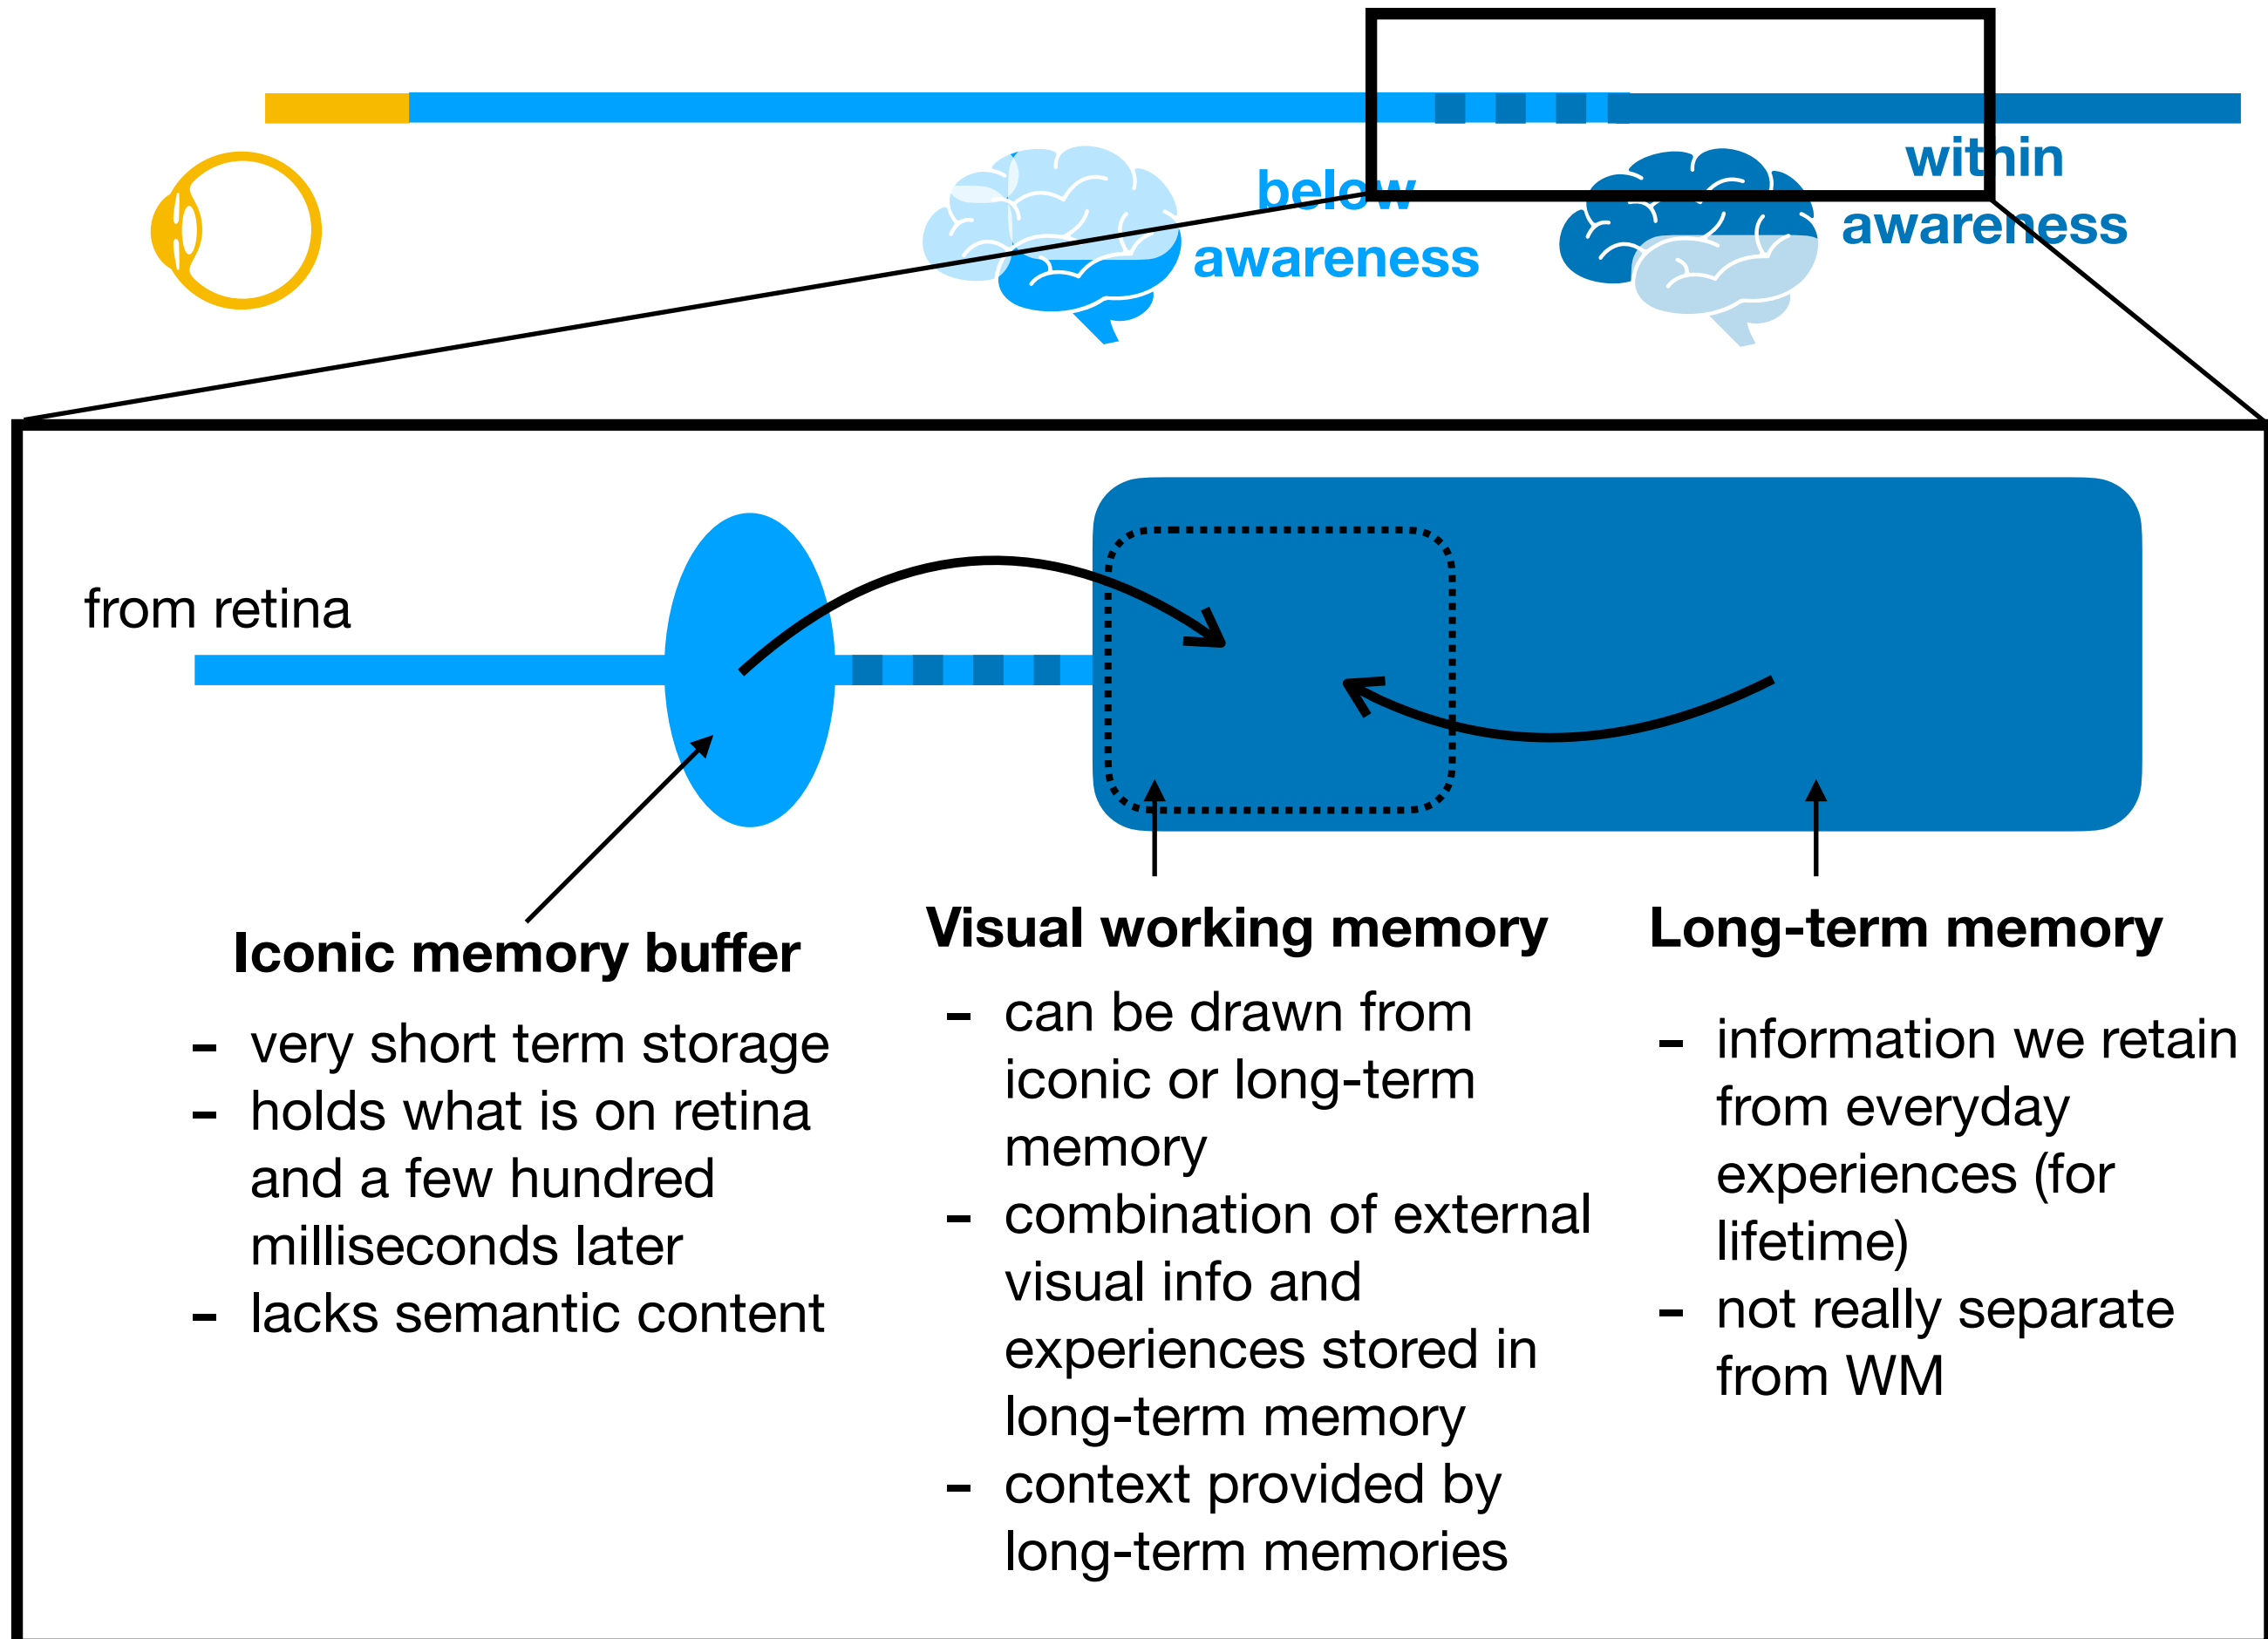 below
awareness
within
awareness
from retina
Iconic memory buffer
- very short term storage
- holds what is on retina
and a few hundred
milliseconds later
- lacks semantic content
Visual working memory
- can be drawn from
iconic or long-term
memory
- combination of external
visual info and
experiences stored in
long-term memory
- context provided by
long-term memories
Long-term memory
- information we retain
from everyday
experiences (for
lifetime)
- not really separate
from WM